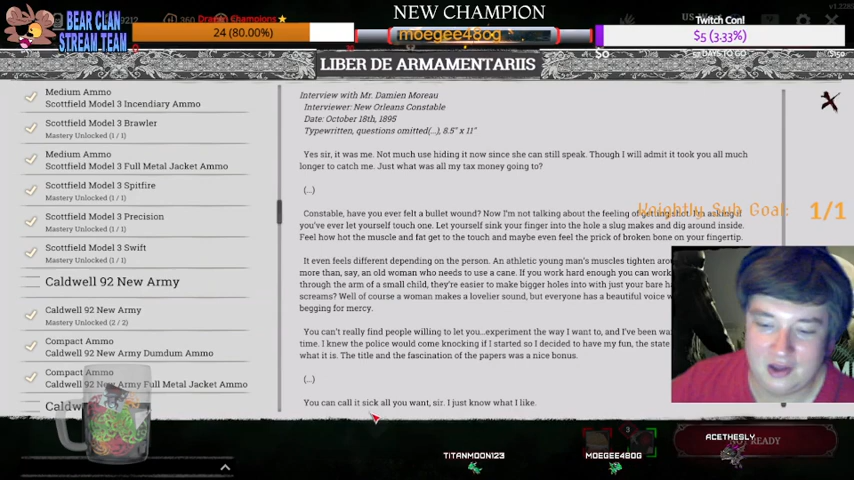 BEAR CLAN
STREAM TEAM
24 (80.00%)
NEW CHAMPION
moegee480g
Twitch Con!
$5 (3.33%)
LIBER DE ARMAMENTARIIS
Medium Ammo
Scottfield Model 3 Incendiary Ammo
Scottfield Model 3 Brawler
Mastery Unlocked (1 / 1)
Medium Ammo
Scottfield Model 3 Full Metal Jacket Ammo
Scottfield Model 3 Spitfire
Mastery Unlocked (1 / 1)
Scottfield Model 3 Precision
Mastery Unlocked (1 / 1)
Scottfield Model 3 Swift
Mastery Unlocked (1 / 1)
Caldwell 92 New Army
Caldwell 92 New Army
Mastery Unlocked (2 / 2)
Compact Ammo
Caldwell 92 New Army Dumdum Ammo
Compact Ammo
Caldwell 92 New Army Full Metal Jacket Ammo
Interview with Mr. Damien Moreau
Interviewer: New Orleans Constable
Date: October 18th, 1895
Typewritten, questions omitted(...), 8.5" x 11"
Yes sir, it was me. Not much use hiding it now since she can still speak. Though I will admit it took you all much
longer to catch me. Just what was all my tax money going to?
(...)
Constable, have you ever felt a bullet wound? Now I'm not talking about the feeling of getting shot. I'm asking if
you've ever let yourself touch one. Let yourself sink your finger into the hole a slug makes and dig around inside.
Feel how hot the muscle and fat get to the touch and maybe even feel the prick of broken bone on your fingertip.
It even feels different depending on the person. An athletic young man's muscles tighten
more than, say, an old woman who needs to use a cane. If you work hard enough you can work
through the arm of a small child, they're easier to make bigger holes into with just your bare
screams? Well of course a woman makes a lovelier sound, but everyone has a beautiful voice
begging for mercy.
You can't really find people willing to let you...experiment the way I want to, and I've been
time. I knew the police would come knocking if I started so I decided to have my fun, the state
what it is. The title and the fascination of the papers was a nice bonus.
(...)
You can call it sick all you want, sir. I just know what I like.
Knightly Sub Goal: 1/1
TITANMOON123
MOEGEE480G
ACETHESLY
READY